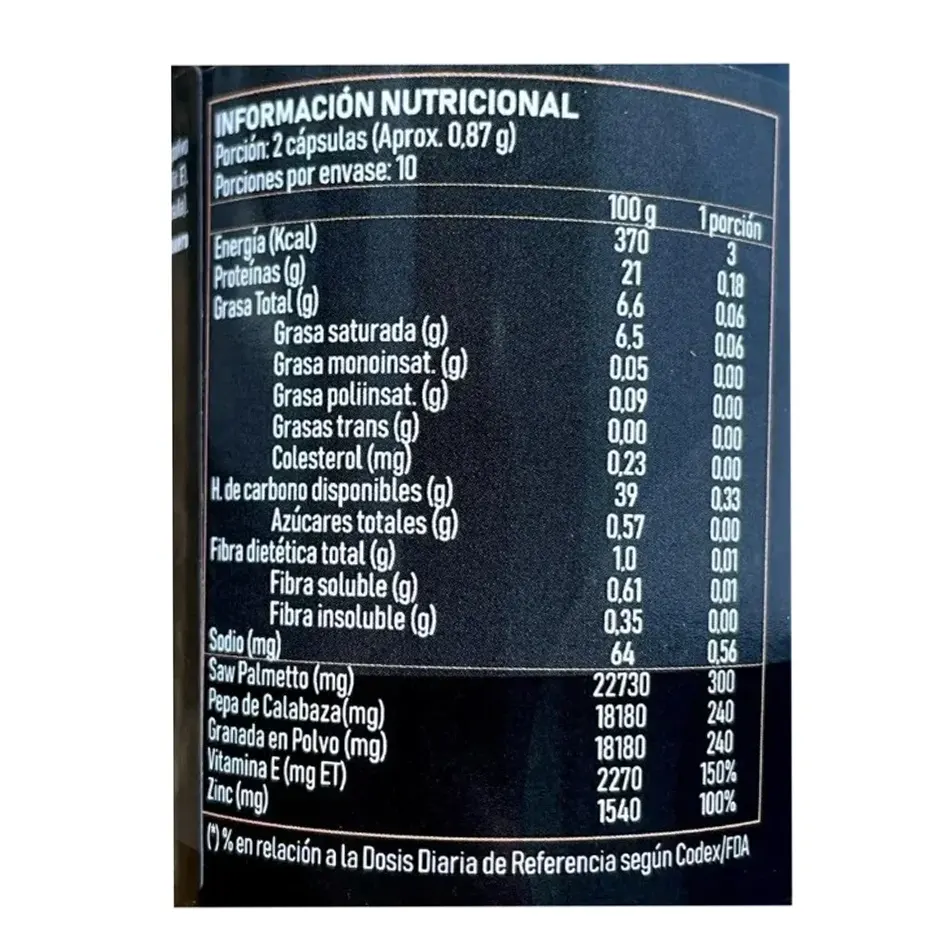 INFORMACIÓN NUTRICIONAL
Porción: 2 cápsulas (Aprox. 0,87 g)
Porciones por envase: 10
100 g 1 porción
Energía (Kcal) 370 3
Proteínas (g) 21 0,18
Grasa Total (g) 6,6 0,06
Grasa saturada (g) 6,5 0,06
Grasa monoinsat. (g) 0,05 0,00
Grasa poliinsat. (g) 0,09 0,00
Grasas trans (g) 0,00 0,00
Colesterol (mg) 0,23 0,00
H. de carbono disponibles (g) 39 0,33
Azúcares totales (g) 0,57 0,00
Fibra dietética total (g) 1,0 0,01
Fibra soluble (g) 0,61 0,01
Fibra insoluble (g) 0,35 0,00
Sodio (mg) 64 0,56
Saw Palmetto (mg) 22730 300
Pepa de Calabaza(mg) 18180 240
Granada en Polvo (mg) 18180 240
Vitamina E (mg ET) 2270 150%
Zinc (mg) 1540 100%
(*) % en relación a la Dosis Diaria de Referencia según Codex/FDA